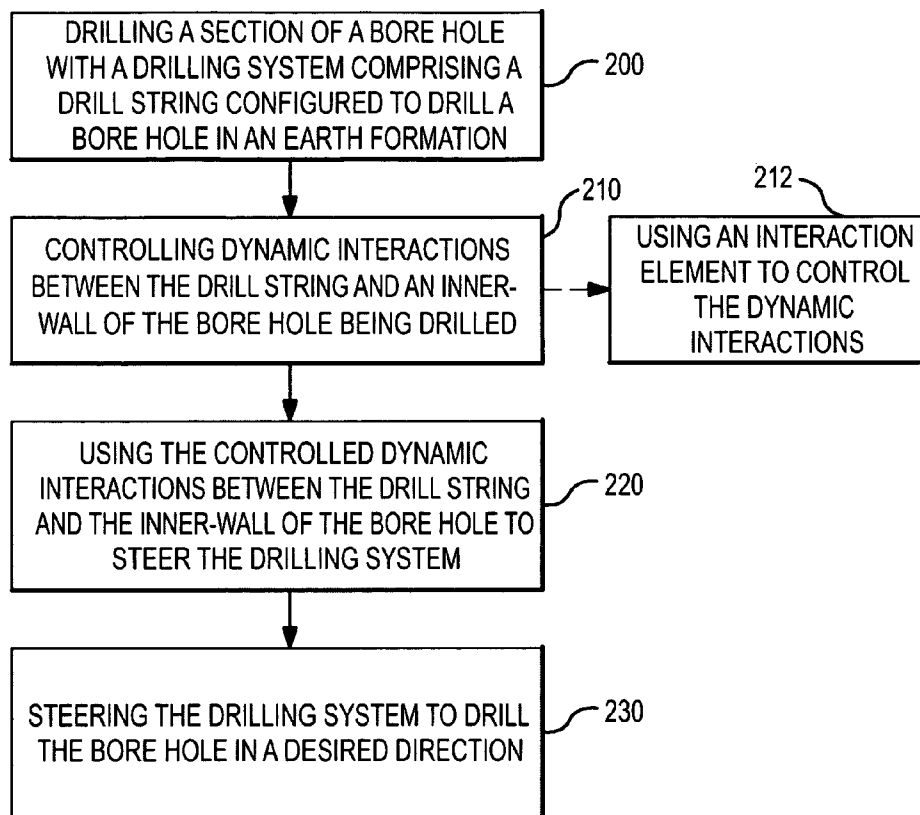 DRILLING A SECTION OF A BORE HOLE
WITH A DRILLING SYSTEM COMPRISING A
DRILL STRING CONFIGURED TO DRILL A
BORE HOLE IN AN EARTH FORMATION
200
210
212
CONTROLLING DYNAMIC INTERACTIONS
BETWEEN THE DRILL STRING AND AN INNER-
WALL OF THE BORE HOLE BEING DRILLED
USING AN INTERACTION
ELEMENT TO CONTROL
THE DYNAMIC
INTERACTIONS
USING THE CONTROLLED DYNAMIC
INTERACTIONS BETWEEN THE DRILL STRING
AND THE INNER-WALL OF THE BORE HOLE TO
STEER THE DRILLING SYSTEM
220
STEERING THE DRILLING SYSTEM TO DRILL
THE BORE HOLE IN A DESIRED DIRECTION
230